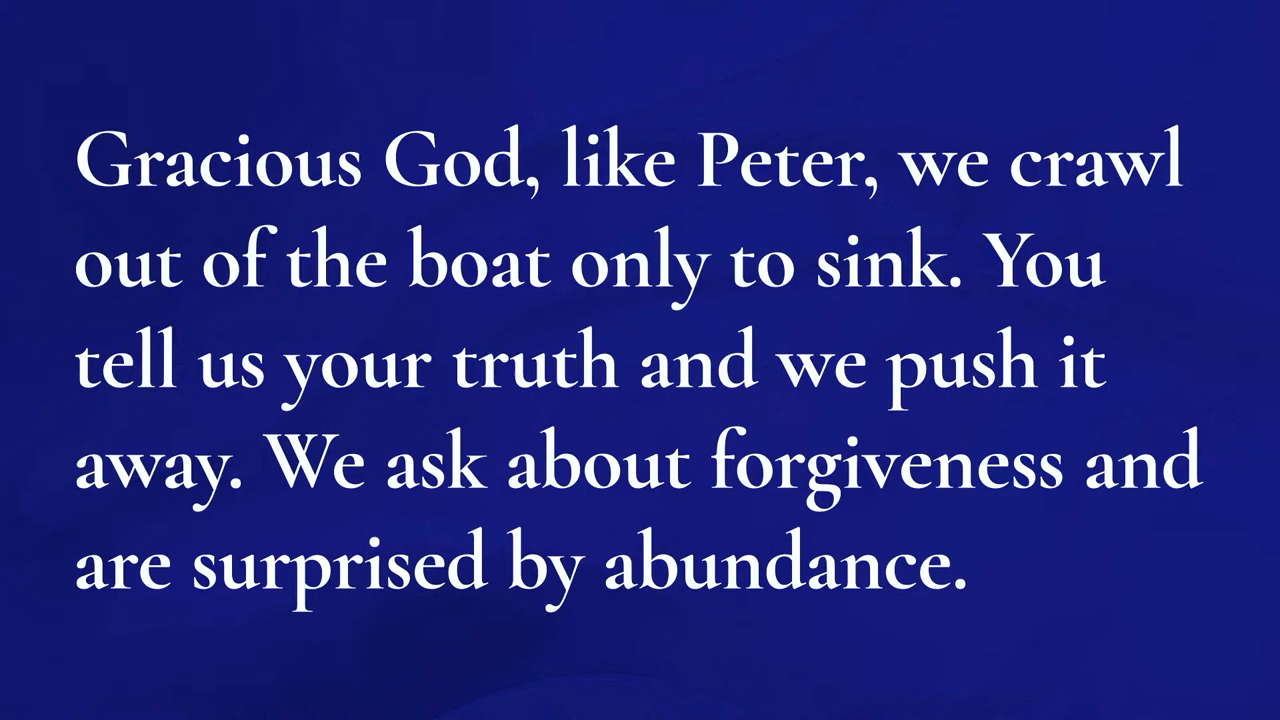 Gracious God, like Peter, we crawl
out of the boat only to sink. You
tell us your truth and we push it
away. We ask about forgiveness and
are surprised by abundance.